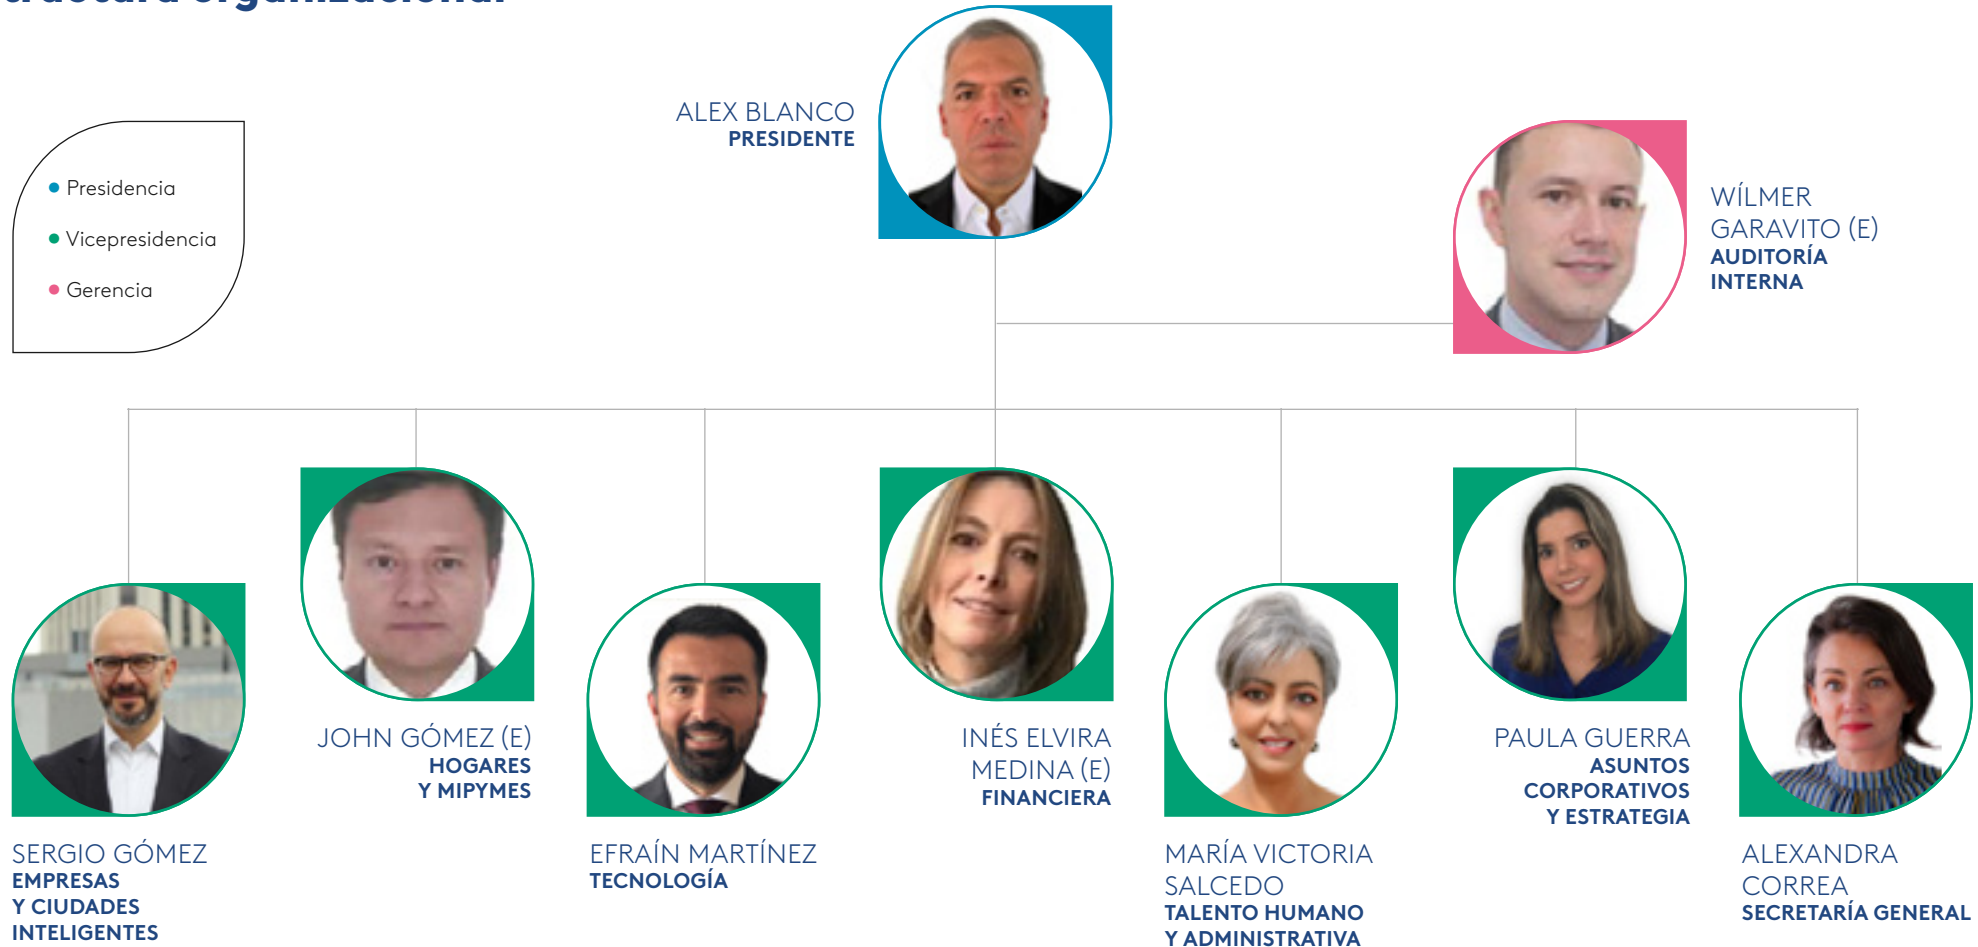 ALEX BLANCO
PRESIDENTE
Presidencia
Vicepresidencia
Gerencia
WÍLMER
GARAVITO (E)
AUDITORÍA
INTERNA
SERGIO GÓMEZ
EMPRESAS
Y CIUDADES
INTELIGENTES
JOHN GÓMEZ (E)
HOGARES
Y MIPYMES
EFRAÍN MARTÍNEZ
TECNOLOGÍA
INÉS ELVIRA
MEDINA (E)
FINANCIERA
MARÍA VICTORIA
SALCEDO
TALENTO HUMANO
Y ADMINISTRATIVA
PAULA GUERRA
ASUNTOS
CORPORATIVOS
Y ESTRATEGIA
ALEXANDRA
CORREA
SECRETARÍA GENERAL